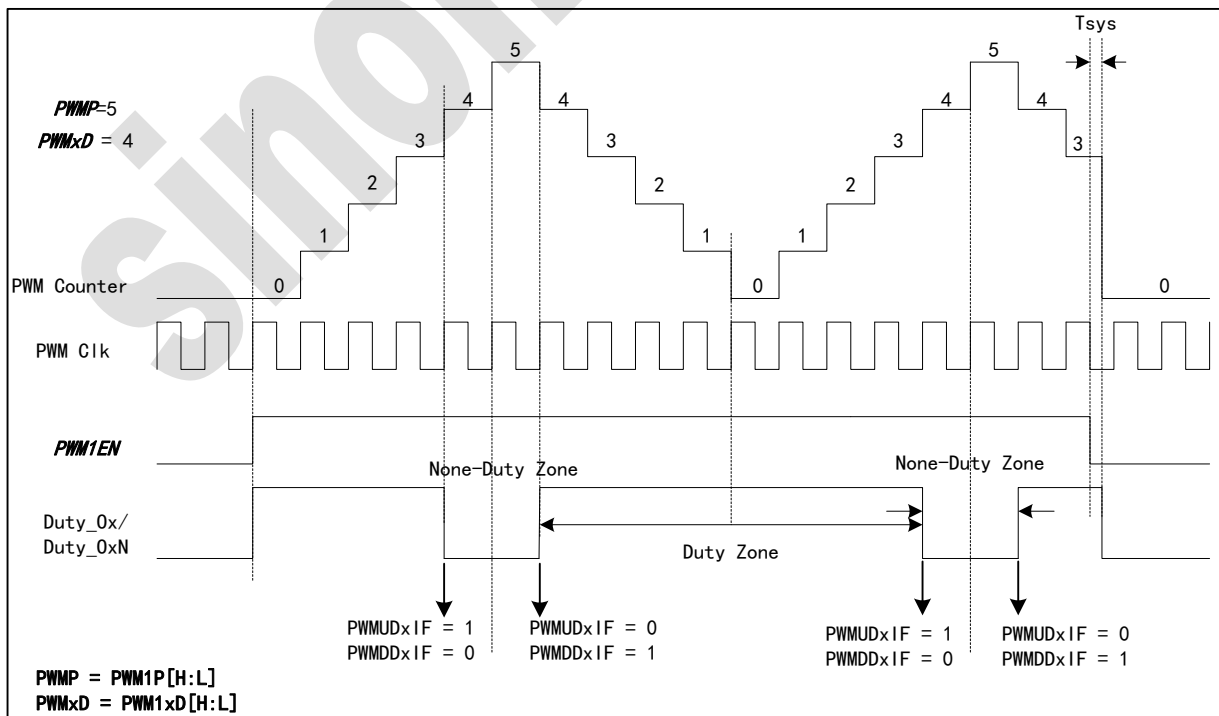 Tsys
5
5
PWMP=5
4
4
4
4
PWMxD = 4
3
3
3
3
2
2
2
1
1
1
PWM Counter
0
0
0
PWM Clk
PWM1EN
None-Duty Zone
None-Duty Zone
Duty_Ox/
Duty_OxN
Duty Zone
PWMUDxIF = 1
PWMDDxIF = 0
PWMUDxIF = 0
PWMDDxIF = 1
PWMUDxIF = 1
PWMDDxIF = 0
PWMUDxIF = 0
PWMDDxIF = 1
PWMP = PWM1P[H:L]
PWMxD = PWM1xD[H:L]